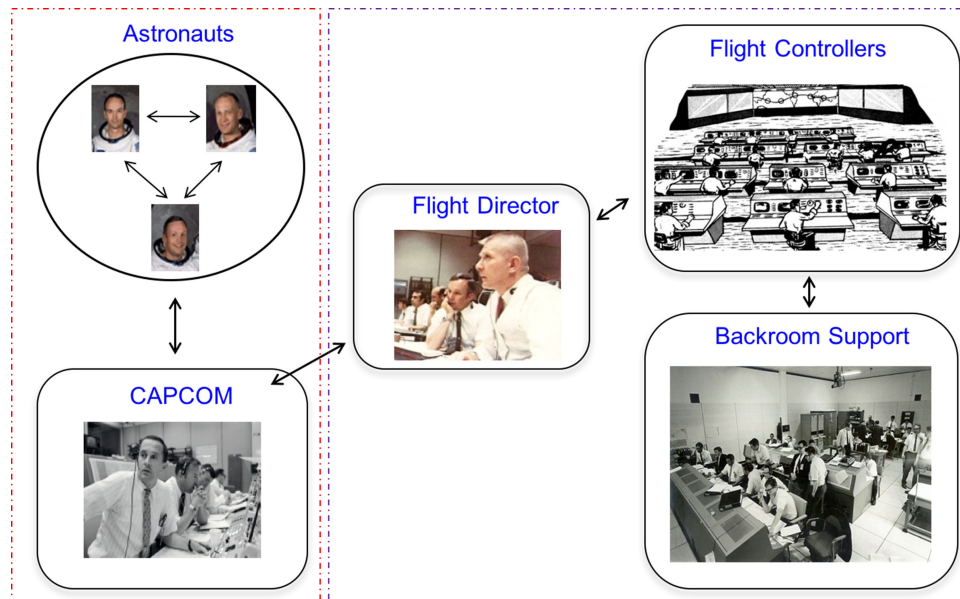 Astronauts
Flight Controllers
Flight Director
Backroom Support
CAPCOM